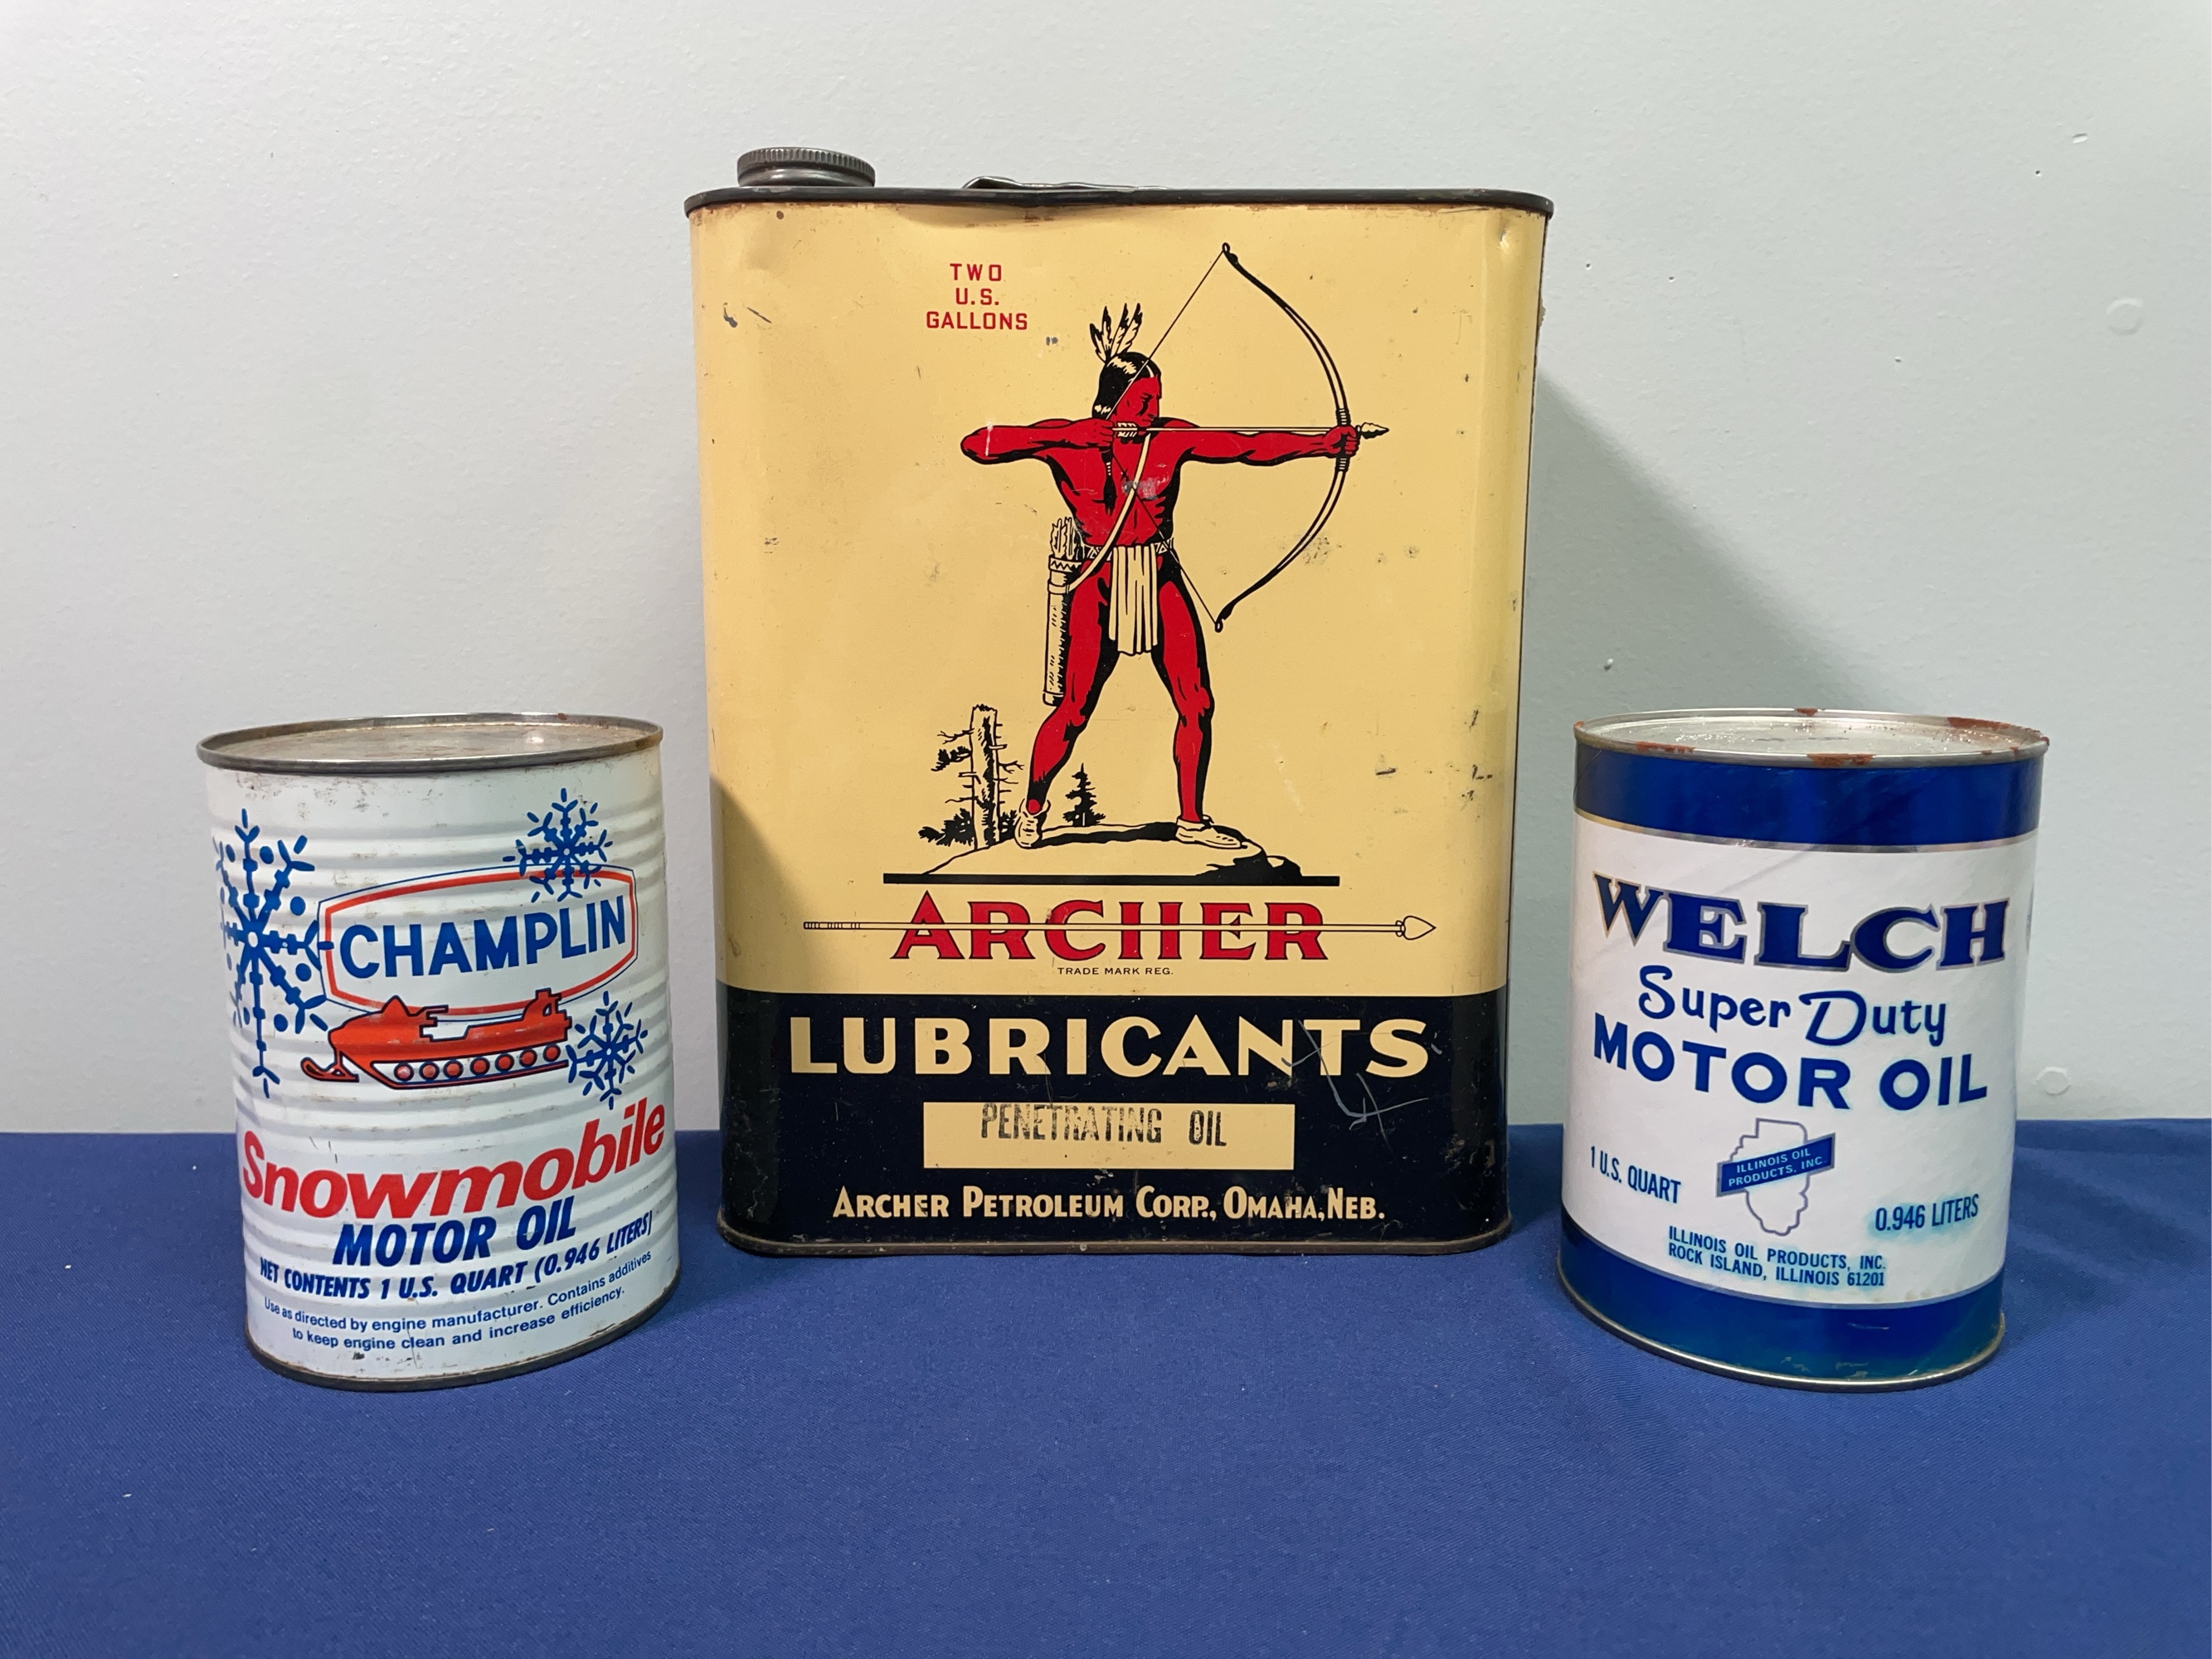 CHAMPLIN
Snowmobile
MOTOR OIL
NET CONTENTS 1 U.S. QUART (0.946 LITERS)
Use as directed by engine manufacturer. Contains additives
to keep engine clean and increase efficiency.
TWO
U.S.
GALLONS
ARCHER
TRADE MARK REG.
LUBRICANTS
PENETRATING OIL
ARCHER PETROLEUM CORP., OMAHA, NEB.
WELCH
Super Duty
MOTOR OIL
1 U.S. QUART
ILLINOIS OIL
PRODUCTS, INC.
0.946 LITERS
ILLINOIS OIL PRODUCTS, INC.
ROCK ISLAND, ILLINOIS 61201